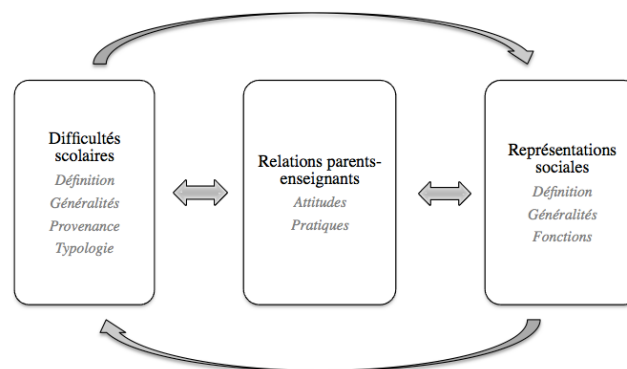 Difficultés
scolaires
Définition
Généralités
Provenance
Typologie
Relations parents-
enseignants
Attitudes
Pratiques
Représentations
sociales
Définition
Généralités
Fonctions